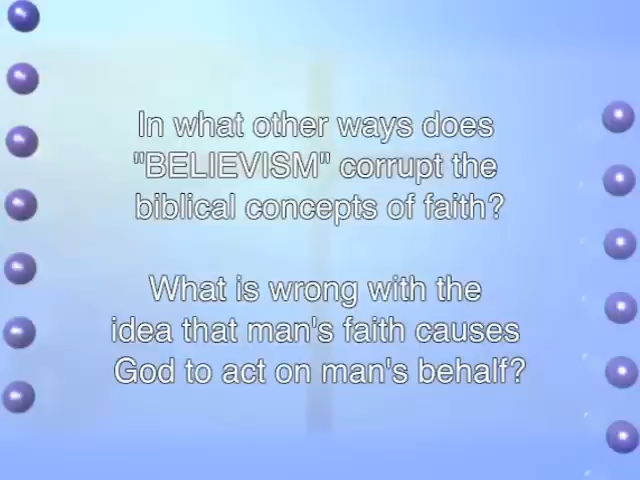 In what other ways does
"BELIEVISM" corrupt the
biblical concepts of faith?
What is wrong with the
idea that man's faith causes
God to act on man's behalf?